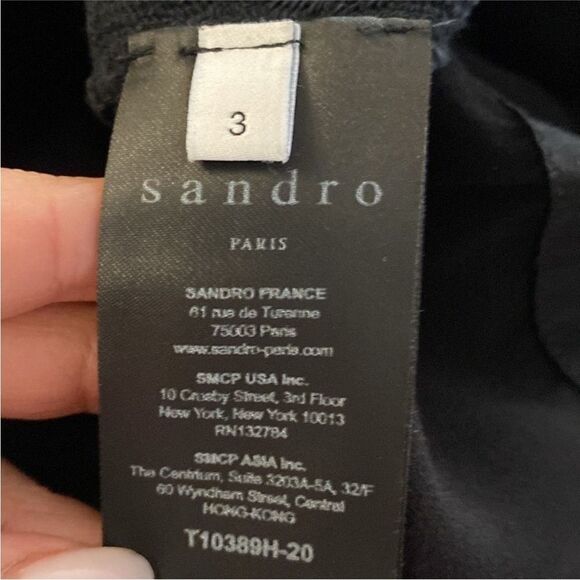 3
sandro
PARIS
SANDRO FRANCE
61 rue de Turenne
75003 Paris
www.sandro-paris.com
SMCP USA Inc.
10 Crosby Street, 3rd Floor
New York, New York 10013
RN132784
SMCP ASIA Inc.
The Centrium, Suite 3203A-5A, 32/F
60 Wyndham Street, Central
HONG-KONG
T10389H-20